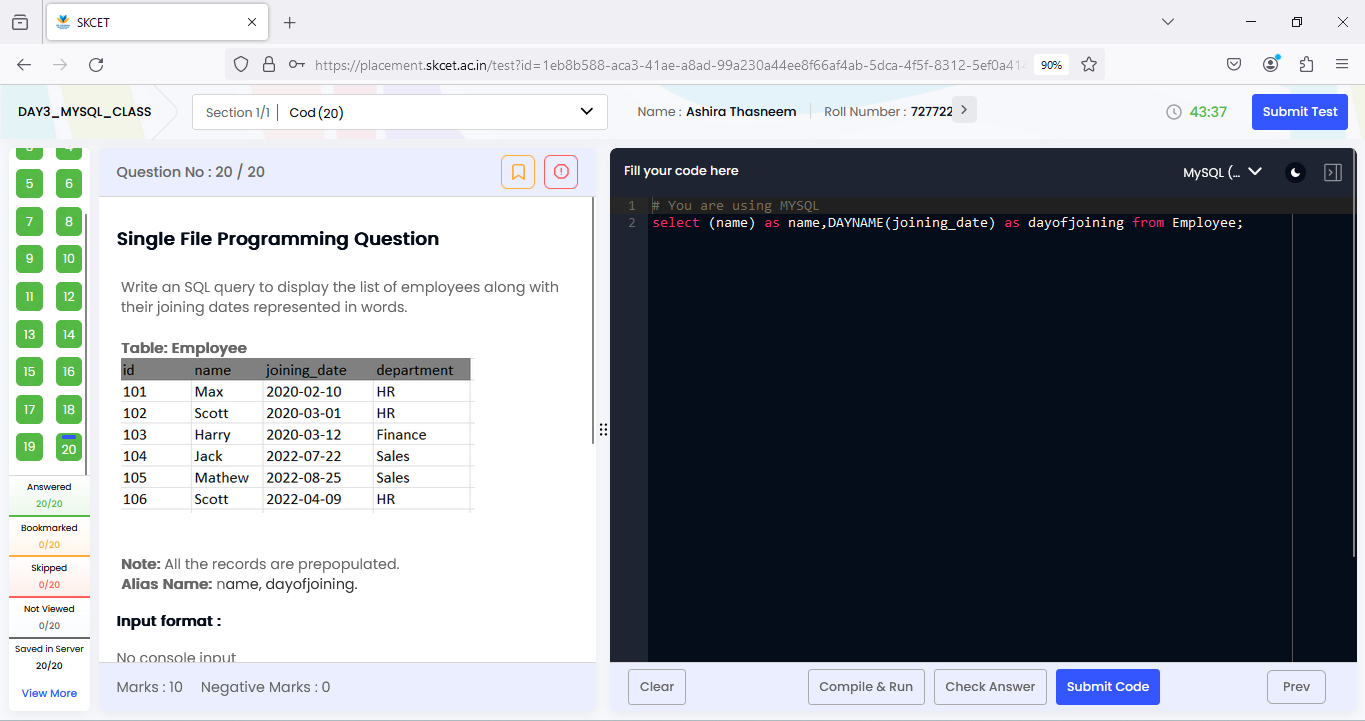 SKCET
https://placement.skcet.ac.in/test?id=1eb8b588-aca3-41ae-a8ad-99a230a44ee8f66af4ab-5dca-4f5f-8312-5ef0a414
90%
DAY3_MYSQL_CLASS
Section 1/1 | Cod (20)
Name : Ashira Thasneem
Roll Number : 727722
43:37
Submit Test
5 6
7 8
9 10
11 12
13 14
15 16
17 18
19 20
Answered
20/20
Bookmarked
0/20
Skipped
0/20
Not Viewed
0/20
Saved in Server
20/20
View More
Question No : 20 / 20
Single File Programming Question
Write an SQL query to display the list of employees along with
their joining dates represented in words.
Table: Employee
id name joining_date department
101 Max 2020-02-10 HR
102 Scott 2020-03-01 HR
103 Harry 2020-03-12 Finance
104 Jack 2022-07-22 Sales
105 Mathew 2022-08-25 Sales
106 Scott 2022-04-09 HR
Note: All the records are prepopulated.
Alias Name: name, dayofjoining.
Input format :
No console input
Marks : 10 Negative Marks : 0
Fill your code here
MySQL (...
1 # You are using MYSQL
2 select (name) as name,DAYNAME(joining_date) as dayofjoining from Employee;
Clear
Compile & Run
Check Answer
Submit Code
Prev